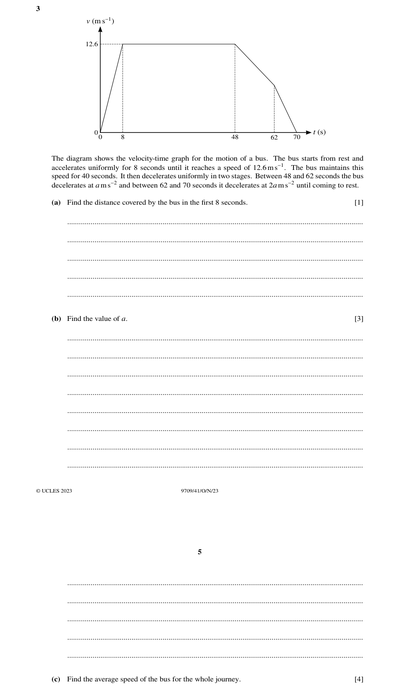 3
v (m s⁻¹)
12.6
0
0 8 48 62 70 t (s)
The diagram shows the velocity-time graph for the motion of a bus. The bus starts from rest and
accelerates uniformly for 8 seconds until it reaches a speed of 12.6 m s⁻¹. The bus maintains this
speed for 40 seconds. It then decelerates uniformly in two stages. Between 48 and 62 seconds the bus
decelerates at a m s⁻² and between 62 and 70 seconds it decelerates at 2a m s⁻² until coming to rest.
(a) Find the distance covered by the bus in the first 8 seconds. [1]
(b) Find the value of a. [3]
© UCLES 2023 9709/41/O/N/23
5
(c) Find the average speed of the bus for the whole journey. [4]